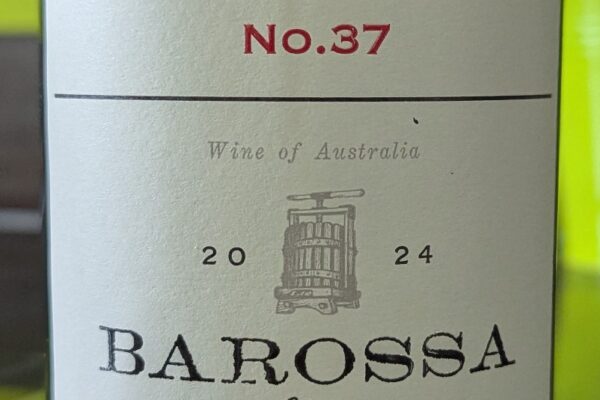 No.37
Wine of Australia
20 24
BAROSSA